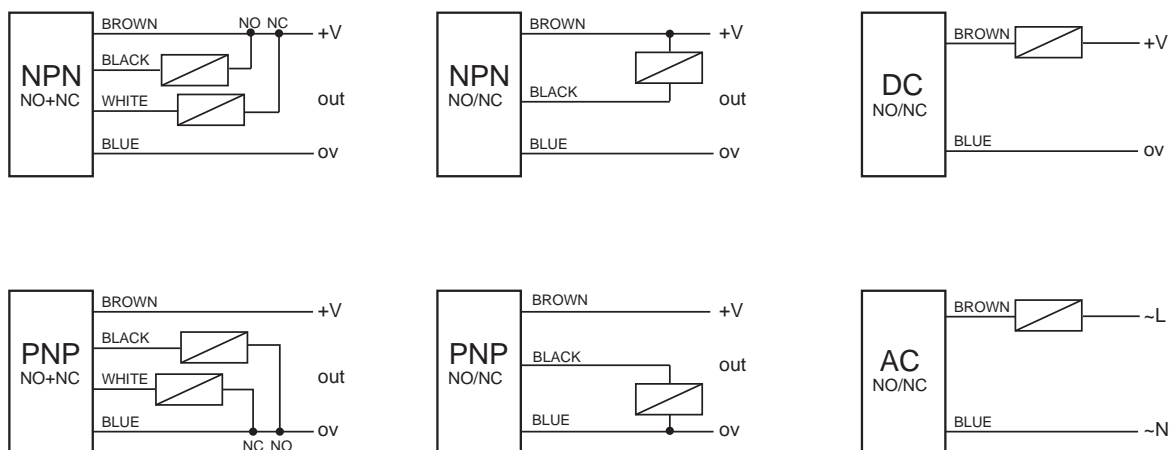 BROWN
NO NC
+V
BLACK
NPN
NO+NC
WHITE
out
BLUE
ov
BROWN
+V
NPN
NO/NC
BLACK
out
BLUE
ov
BROWN
+V
DC
NO/NC
BLUE
ov
BROWN
+V
BLACK
PNP
NO+NC
WHITE
out
BLUE
ov
NC NO
BROWN
+V
PNP
NO/NC
BLACK
out
BLUE
ov
BROWN
~L
AC
NO/NC
BLUE
~N